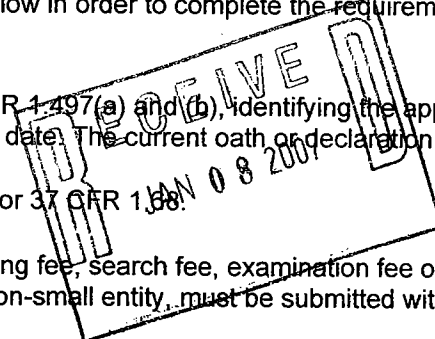 low in order to complete the requirem
R 1.497(a) and (b), identifying the app
date. The current oath or declaration
or 37 CFR 1.68.
ng fee, search fee, examination fee o
on-small entity, must be submitted wit
RECEIVED
JAN 08 2007